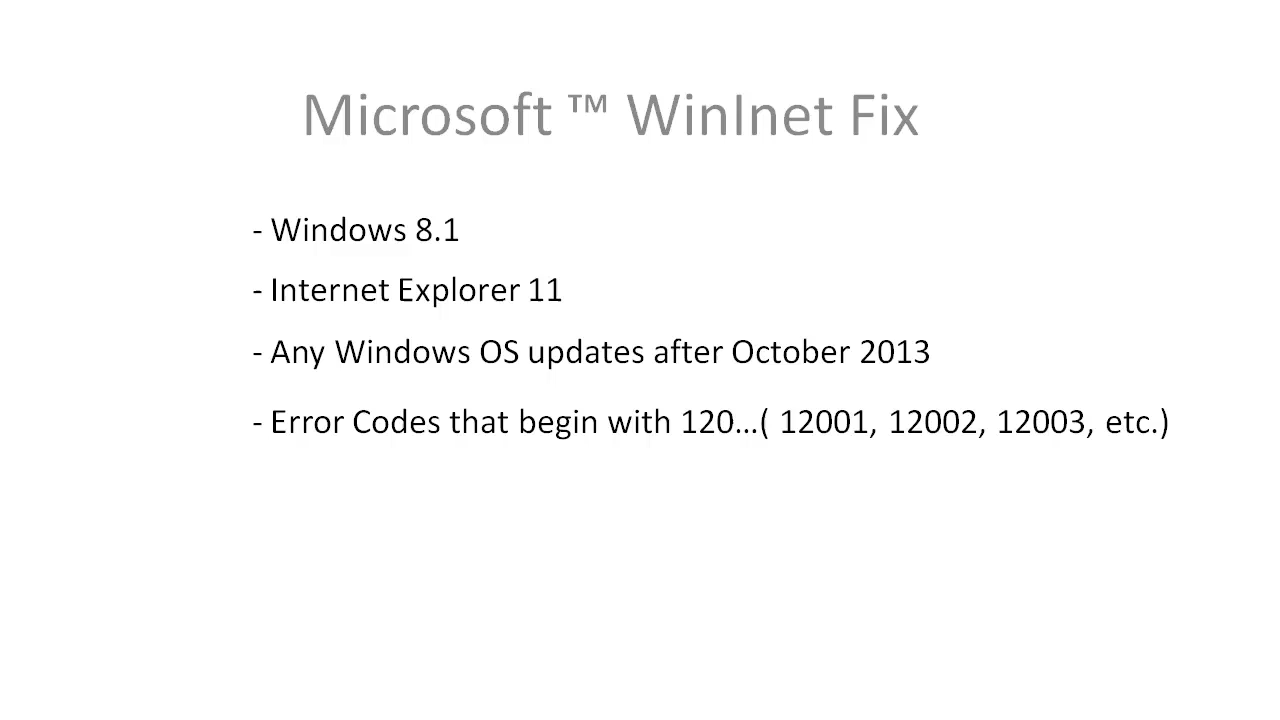 Microsoft ™ WinInet Fix
- Windows 8.1
- Internet Explorer 11
- Any Windows OS updates after October 2013
- Error Codes that begin with 120...( 12001, 12002, 12003, etc.)